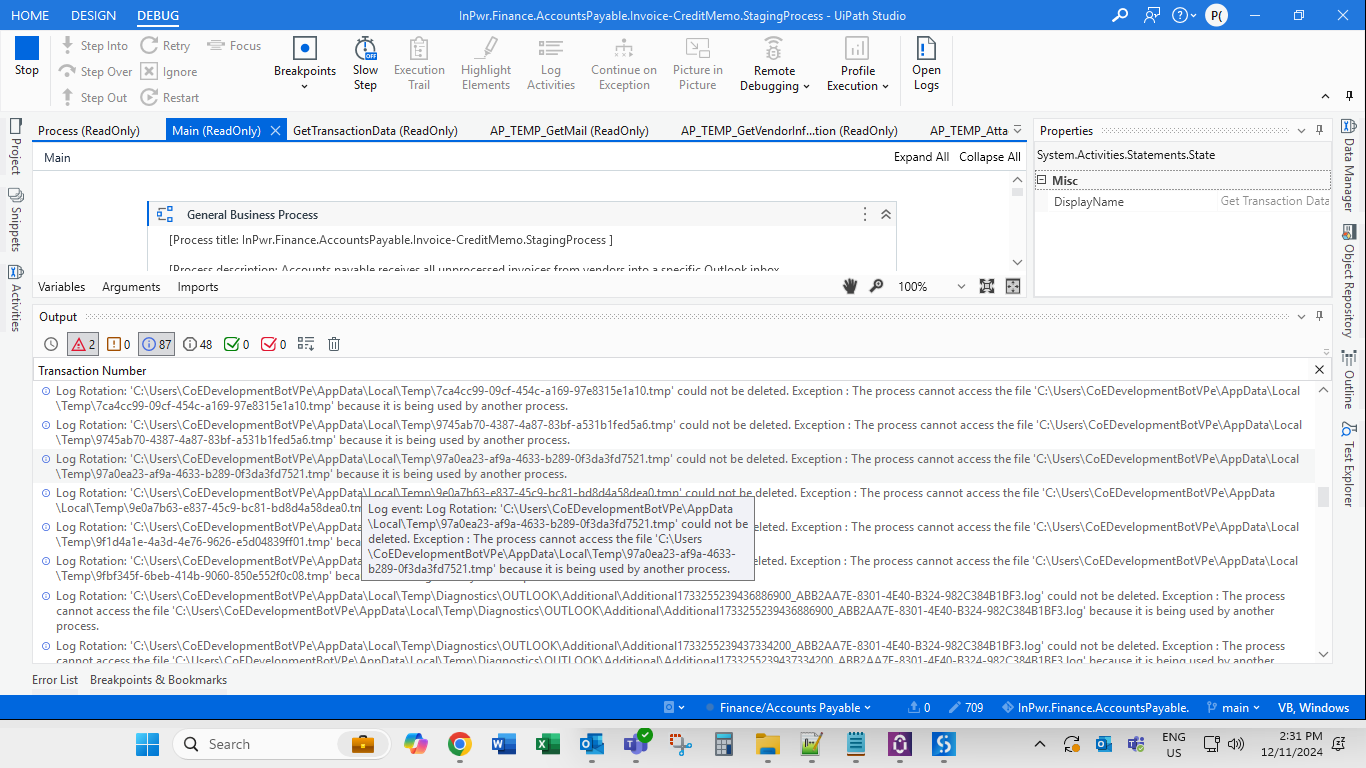 HOME DESIGN DEBUG InPwr.Finance.AccountsPayable.Invoice-CreditMemo.StagingProcess - UiPath Studio P(
Stop
Step Into Retry Focus
Step Over Ignore
Step Out Restart
Breakpoints
Slow
Step
OFF
Execution
Trail
Highlight
Elements
Log
Activities
Continue on
Exception
Picture in
Picture
Remote
Debugging
Profile
Execution
Open
Logs
Project
Snippets
Activities
Process (ReadOnly) Main (ReadOnly) GetTransactionData (ReadOnly) AP_TEMP_GetMail (ReadOnly) AP_TEMP_GetVendorInf...tion (ReadOnly) AP_TEMP_Atta
Main Expand All Collapse All
General Business Process
[Process title: InPwr.Finance.AccountsPayable.Invoice-CreditMemo.StagingProcess ]
[Process description: Accounts payable receives all unprocessed invoices from vendors into a specific Outlook inbox
Variables Arguments Imports 100%
Properties
System.Activities.Statements.State
Misc
DisplayName Get Transaction Data
Data Manager
Object Repository
Outline
Test Explorer
Output
2 0 87 48 0 0
Transaction Number
Log Rotation: 'C:\Users\CoEDevelopmentBotVPe\AppData\Local\Temp\7ca4cc99-09cf-454c-a169-97e8315e1a10.tmp' could not be deleted. Exception : The process cannot access the file 'C:\Users\CoEDevelopmentBotVPe\AppData\Local
\Temp\7ca4cc99-09cf-454c-a169-97e8315e1a10.tmp' because it is being used by another process.
Log Rotation: 'C:\Users\CoEDevelopmentBotVPe\AppData\Local\Temp\9745ab70-4387-4a87-83bf-a531b1fed5a6.tmp' could not be deleted. Exception : The process cannot access the file 'C:\Users\CoEDevelopmentBotVPe\AppData\Local
\Temp\9745ab70-4387-4a87-83bf-a531b1fed5a6.tmp' because it is being used by another process.
Log Rotation: 'C:\Users\CoEDevelopmentBotVPe\AppData\Local\Temp\97a0ea23-af9a-4633-b289-0f3da3fd7521.tmp' could not be deleted. Exception : The process cannot access the file 'C:\Users\CoEDevelopmentBotVPe\AppData\Local
\Temp\97a0ea23-af9a-4633-b289-0f3da3fd7521.tmp' because it is being used by another process.
Log Rotation: 'C:\Users\CoEDevelopmentBotVPe\AppData\Local\Temp\9e0a7b63-e837-45c9-bc81-bd8d4a58dea0.tmp' could not be deleted. Exception : The process cannot access the file 'C:\Users\CoEDevelopmentBotVPe\AppData
\Local\Temp\9e0a7b63-e837-45c9-bc81-bd8d4a58dea0.tm
Log Rotation: 'C:\Users\CoEDevelopmentBotVPe\AppData\ deleted. Exception : The process cannot access the file 'C:\Users\CoEDevelopmentBotVPe\AppData\Local
\Temp\9f1d4a1e-4a3d-4e76-9626-e5d04839ff01.tmp' because
Log Rotation: 'C:\Users\CoEDevelopmentBotVPe\AppData\ deleted. Exception : The process cannot access the file 'C:\Users\CoEDevelopmentBotVPe\AppData\Local
\Temp\9fbf345f-6beb-414b-9060-850e552f0c08.tmp' beca
Log event: Log Rotation: 'C:\Users\CoEDevelopmentBotVPe\AppData
\Local\Temp\97a0ea23-af9a-4633-b289-0f3da3fd7521.tmp' could not be
deleted. Exception : The process cannot access the file 'C:\Users
\CoEDevelopmentBotVPe\AppData\Local\Temp\97a0ea23-af9a-4633-
b289-0f3da3fd7521.tmp' because it is being used by another process.
Log Rotation: 'C:\Users\CoEDevelopmentBotVPe\AppData\Local\Temp\Diagnostics\OUTLOOK\Additional\Additional1733255239436886900_ABB2AA7E-8301-4E40-B324-982C384B1BF3.log' could not be deleted. Exception : The process
cannot access the file 'C:\Users\CoEDevelopmentBotVPe\AppData\Local\Temp\Diagnostics\OUTLOOK\Additional\Additional1733255239436886900_ABB2AA7E-8301-4E40-B324-982C384B1BF3.log' because it is being used by another
process.
Log Rotation: 'C:\Users\CoEDevelopmentBotVPe\AppData\Local\Temp\Diagnostics\OUTLOOK\Additional\Additional1733255239437334200_ABB2AA7E-8301-4E40-B324-982C384B1BF3.log' could not be deleted. Exception : The process
cannot access the file 'C:\Users\CoEDevelopmentBotVPe\AppData\Local\Temp\Diagnostics\OUTLOOK\Additional\Additional1733255239437334200_ABB2AA7E-8301-4E40-B324-982C384B1BF3.log' because it is being used by another
Error List Breakpoints & Bookmarks
Finance/Accounts Payable 0 709 InPwr.Finance.AccountsPayable. main VB, Windows
Search
ENG
US
2:31 PM
12/11/2024